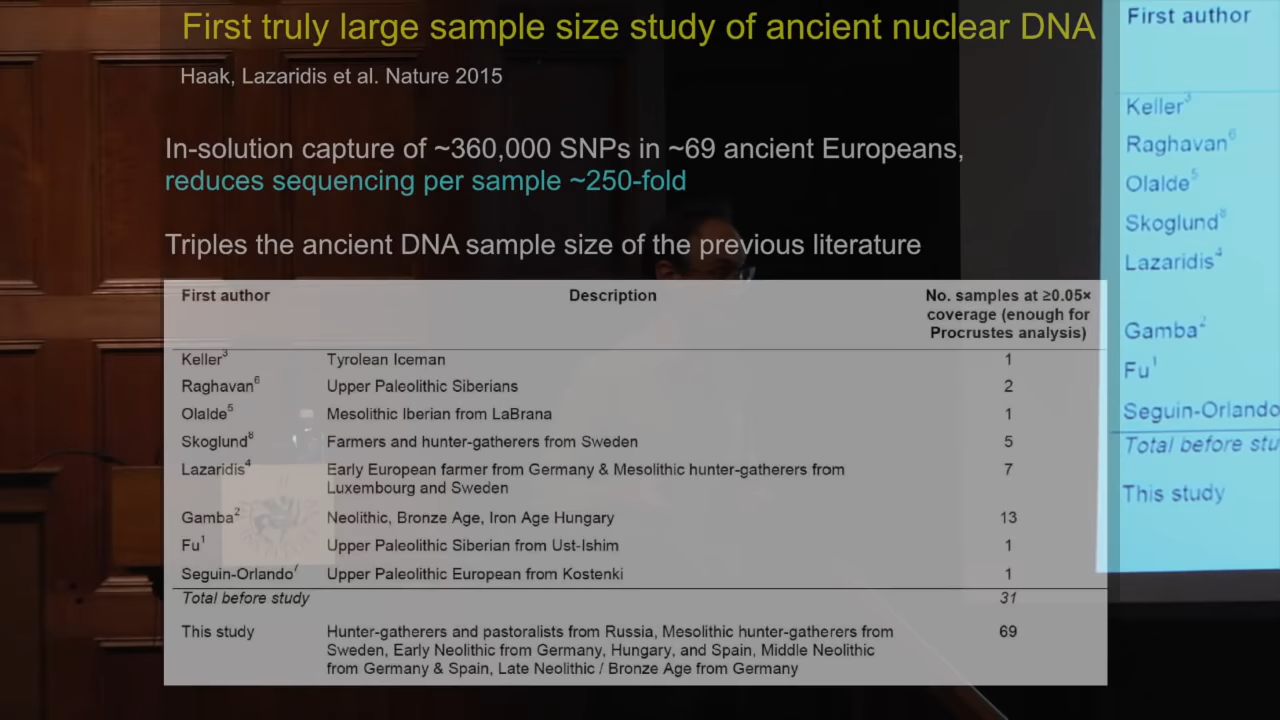 First truly large sample size study of ancient nuclear DNA
Haak, Lazaridis et al. Nature 2015
In-solution capture of ~360,000 SNPs in ~69 ancient Europeans,
reduces sequencing per sample ~250-fold
Triples the ancient DNA sample size of the previous literature
First author Description No. samples at ≥0.05× coverage (enough for Procrustes analysis)
Keller3 Tyrolean Iceman 1
Raghavan6 Upper Paleolithic Siberians 2
Olalde5 Mesolithic Iberian from LaBrana 1
Skoglund8 Farmers and hunter-gatherers from Sweden 5
Lazaridis4 Early European farmer from Germany & Mesolithic hunter-gatherers from 7
Luxembourg and Sweden
Gamba2 Neolithic, Bronze Age, Iron Age Hungary 13
Fu1 Upper Paleolithic Siberian from Ust-Ishim 1
Seguin-Orlando7 Upper Paleolithic European from Kostenki 1
Total before study 31
This study Hunter-gatherers and pastoralists from Russia, Mesolithic hunter-gatherers from 69
Sweden, Early Neolithic from Germany, Hungary, and Spain, Middle Neolithic
from Germany & Spain, Late Neolithic / Bronze Age from Germany
First author
Keller3
Raghavan6
Olalde5
Skoglund8
Lazaridis4
Gamba2
Fu1
Seguin-Orlando
Total before stu
This study